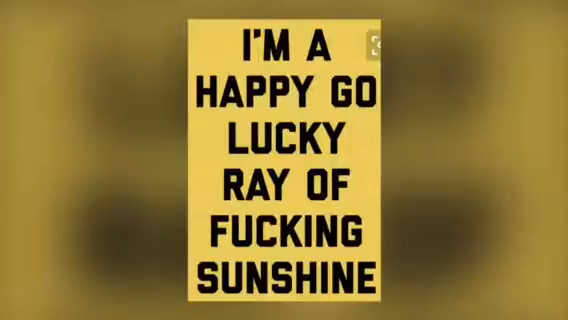 I'M A
HAPPY GO
LUCKY
RAY OF
FUCKING
SUNSHINE